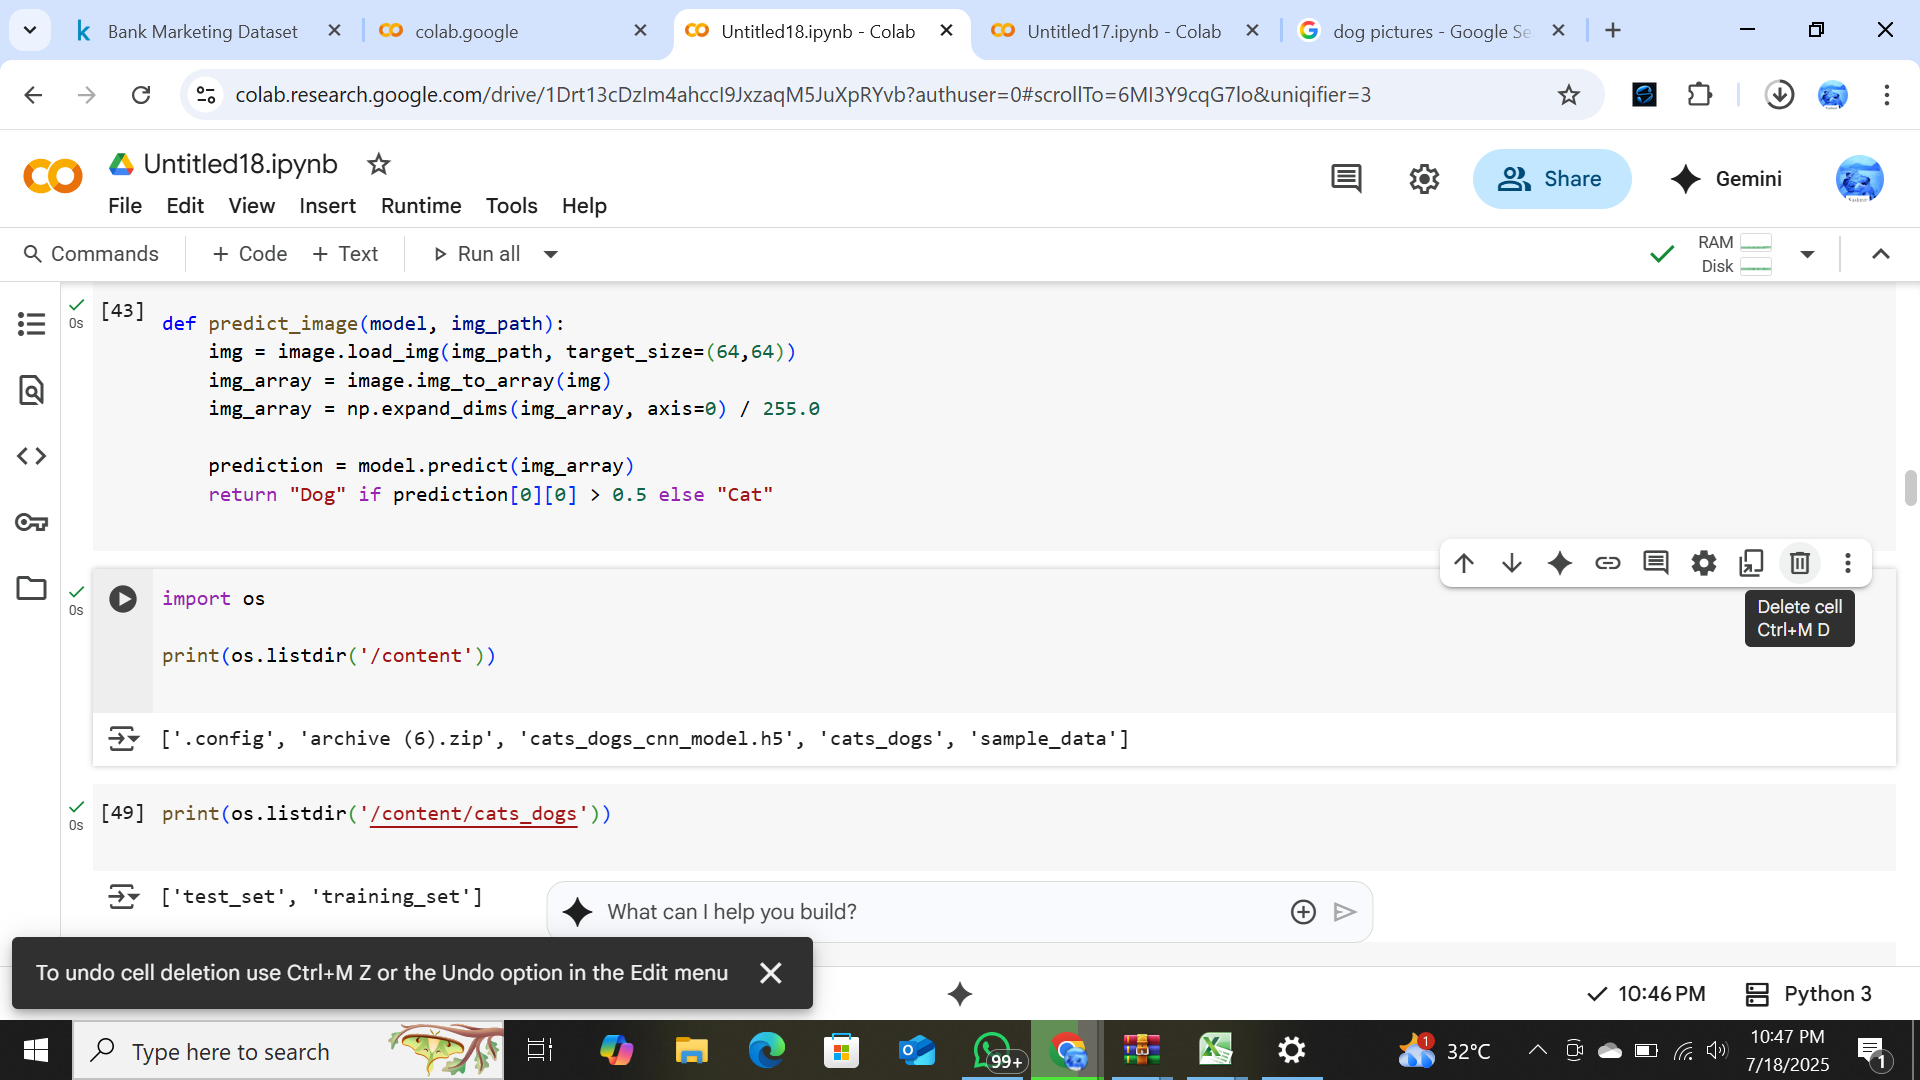 Bank Marketing Dataset
colab.google
Untitled18.ipynb - Colab
Untitled17.ipynb - Colab
dog pictures - Google Se
colab.research.google.com/drive/1Drt13cDzIm4ahccI9JxzaqM5JuXpRYvb?authuser=0#scrollTo=6MI3Y9cqG7lo&uniqifier=3
Untitled18.ipynb
File Edit View Insert Runtime Tools Help
Share
Gemini
Commands
+ Code + Text
Run all
RAM
Disk
[43]
0s
def predict_image(model, img_path):
img = image.load_img(img_path, target_size=(64,64))
img_array = image.img_to_array(img)
img_array = np.expand_dims(img_array, axis=0) / 255.0
prediction = model.predict(img_array)
return "Dog" if prediction[0][0] > 0.5 else "Cat"
Delete cell
Ctrl+M D
0s
import os
print(os.listdir('/content'))
['.config', 'archive (6).zip', 'cats_dogs_cnn_model.h5', 'cats_dogs', 'sample_data']
[49]
0s
print(os.listdir('/content/cats_dogs'))
['test_set', 'training_set']
What can I help you build?
To undo cell deletion use Ctrl+M Z or the Undo option in the Edit menu
10:46 PM
Python 3
Type here to search
99+
1
32°C
10:47 PM
7/18/2025
1